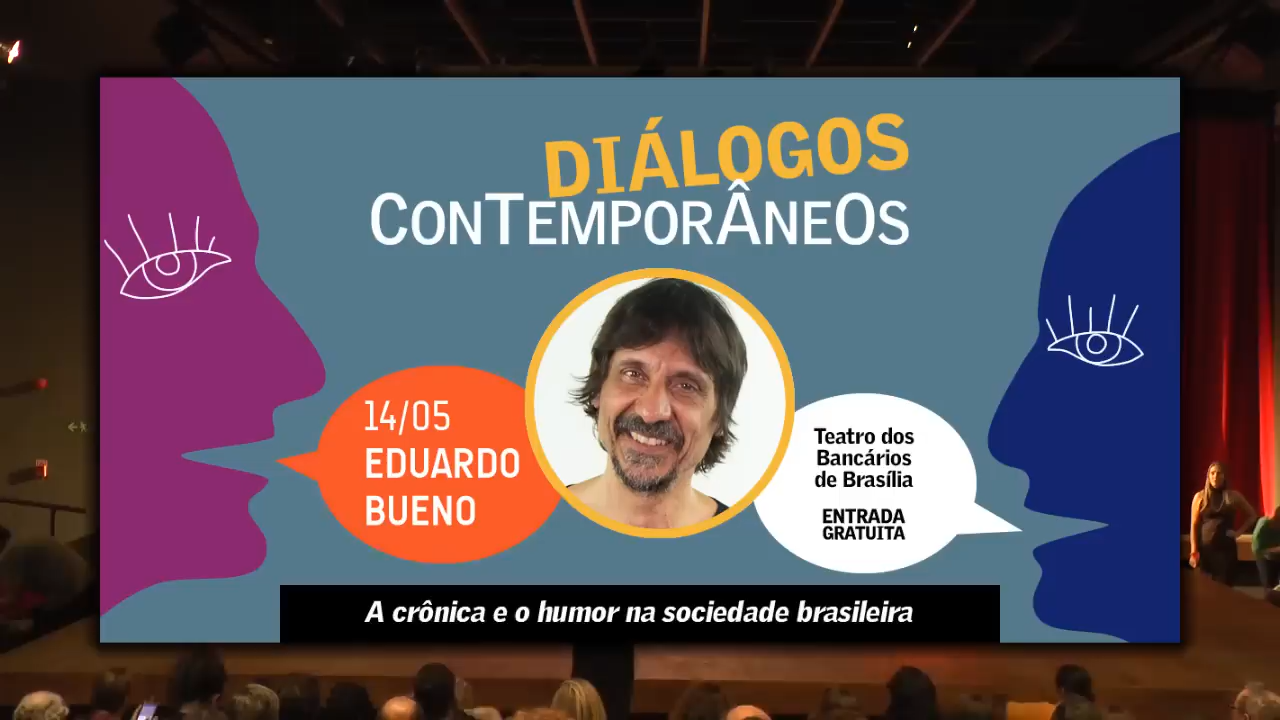 DIÁLOGOS
CONTEMPORÂNEOS
14/05
EDUARDO
BUENO
Teatro dos
Bancários
de Brasília
ENTRADA
GRATUITA
A crônica e o humor na sociedade brasileira